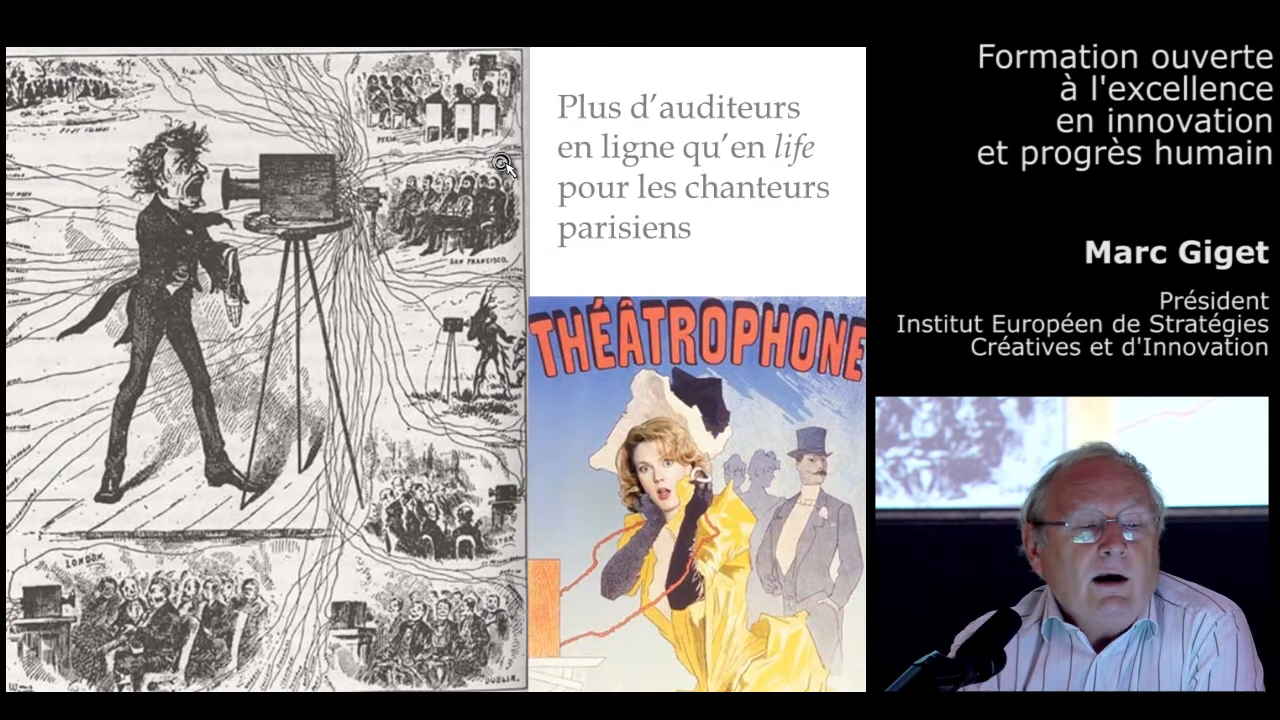 Plus d’auditeurs
en ligne qu’en life
pour les chanteurs
parisiens
THÉÂTROPHONE
SAN FRANCISCO.
LONDON.
DUBLIN.
Formation ouverte
à l'excellence
en innovation
et progrès humain
Marc Giget
Président
Institut Européen de Stratégies
Créatives et d'Innovation